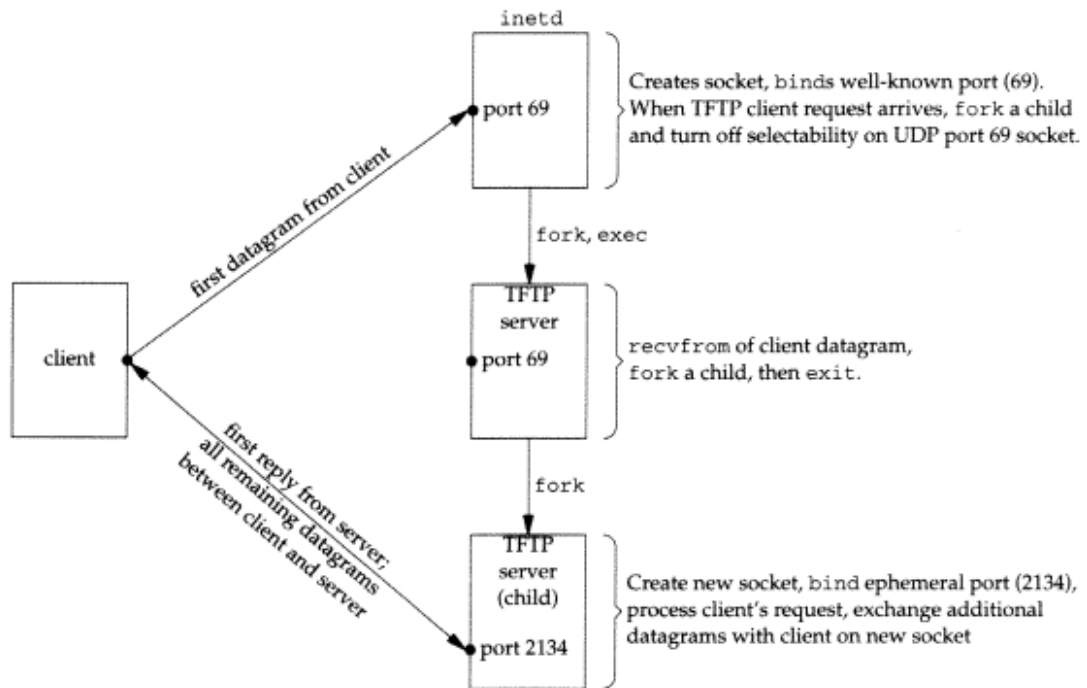 inetd
port 69
Creates socket, binds well-known port (69).
When TFTP client request arrives, fork a child
and turn off selectability on UDP port 69 socket.
first datagram from client
fork, exec
client
TFTP
server
port 69
recvfrom of client datagram,
fork a child, then exit.
first reply from server;
all remaining datagrams
between client and server
fork
TFTP
server
(child)
port 2134
Create new socket, bind ephemeral port (2134),
process client's request, exchange additional
datagrams with client on new socket